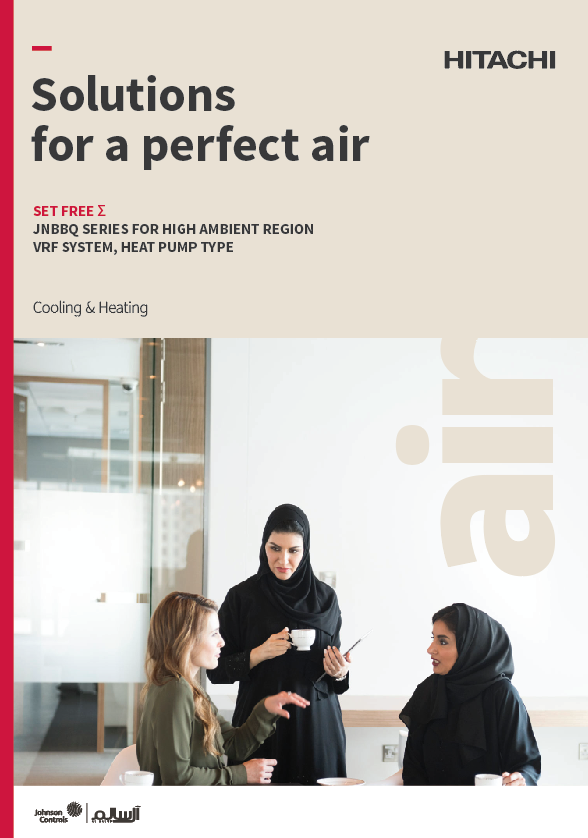 HITACHI
Solutions
for a perfect air
SET FREE Σ
JNBBQ SERIES FOR HIGH AMBIENT REGION
VRF SYSTEM, HEAT PUMP TYPE
Cooling & Heating
air
Johnson
Controls